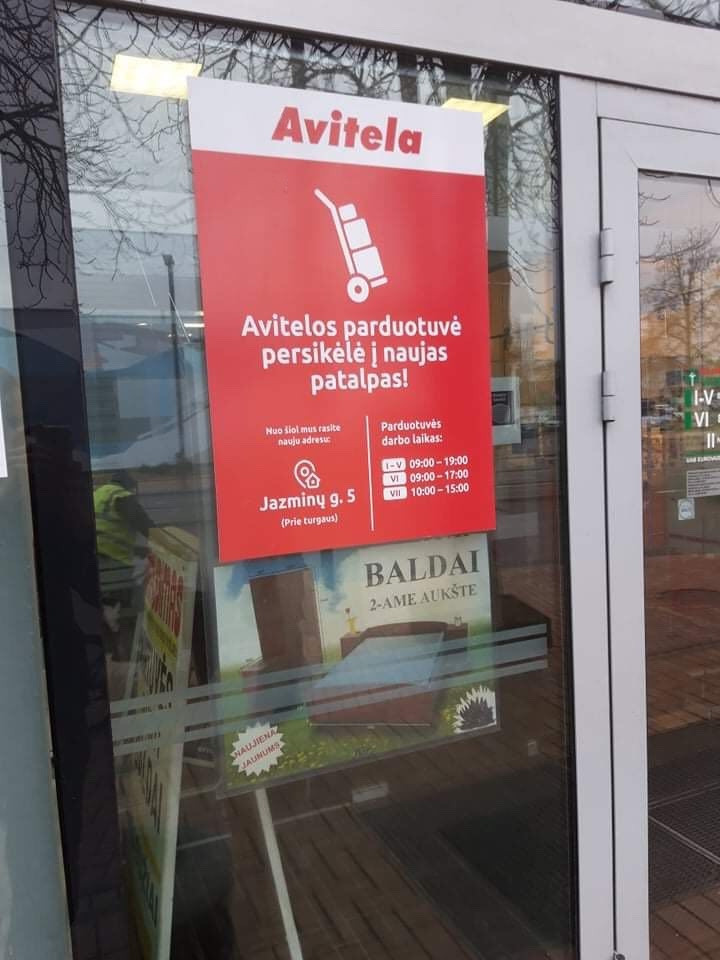 Avitela
Avitelos parduotuvė
persikėlė į naujas
patalpas!
Nuo šiol mus rasite
nauju adresu:
Jazminų g. 5
(Prie turgaus)
Parduotuvės
darbo laikas:
I – V 09:00 – 19:00
VI 09:00 – 17:00
VII 10:00 – 15:00
BALDAI
2-AME AUKŠTE
NAUJIENA
JAUNUMS
I-V
VI